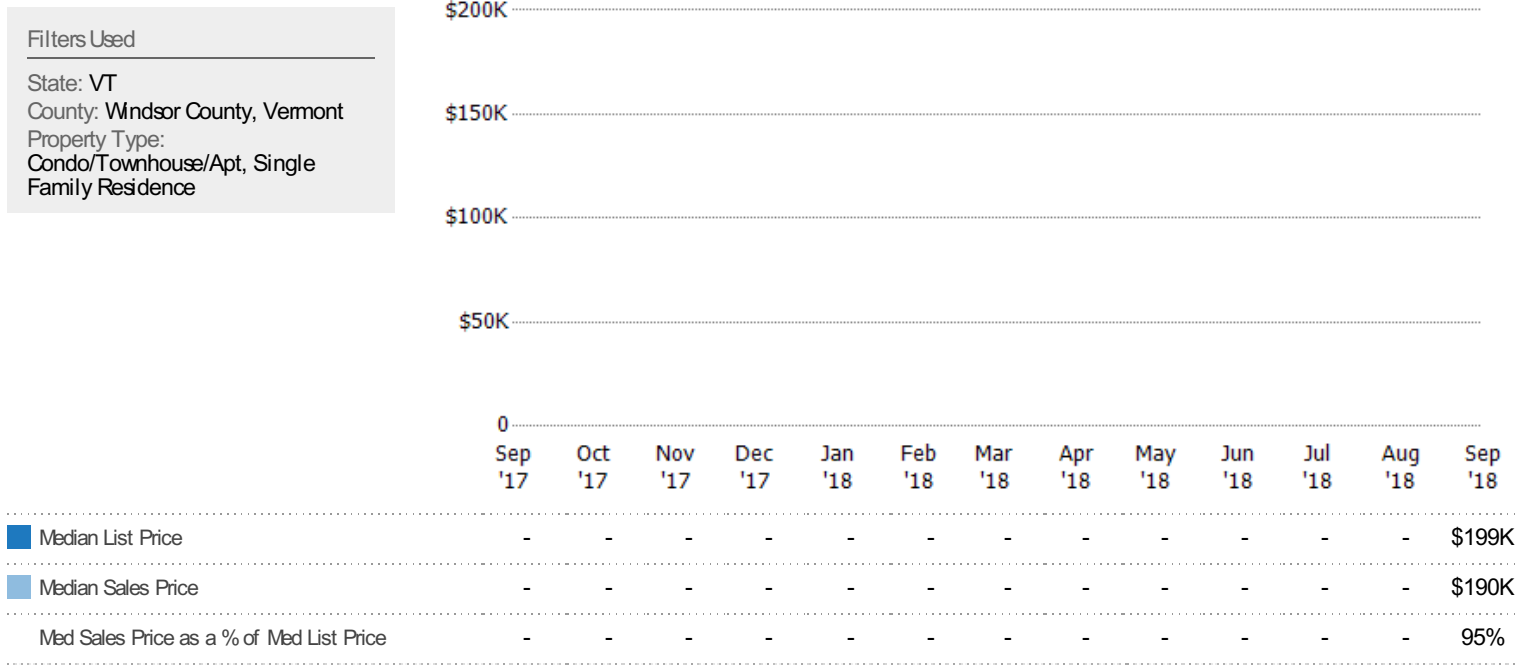 Filters Used
State: VT
County: Windsor County, Vermont
Property Type:
Condo/Townhouse/Apt, Single
Family Residence
$200K
$150K
$100K
$50K
0
Sep Oct Nov Dec Jan Feb Mar Apr May Jun Jul Aug Sep
'17 '17 '17 '17 '18 '18 '18 '18 '18 '18 '18 '18 '18
Median List Price - - - - - - - - - - - - $199K
Median Sales Price - - - - - - - - - - - - $190K
Med Sales Price as a % of Med List Price - - - - - - - - - - - - 95%